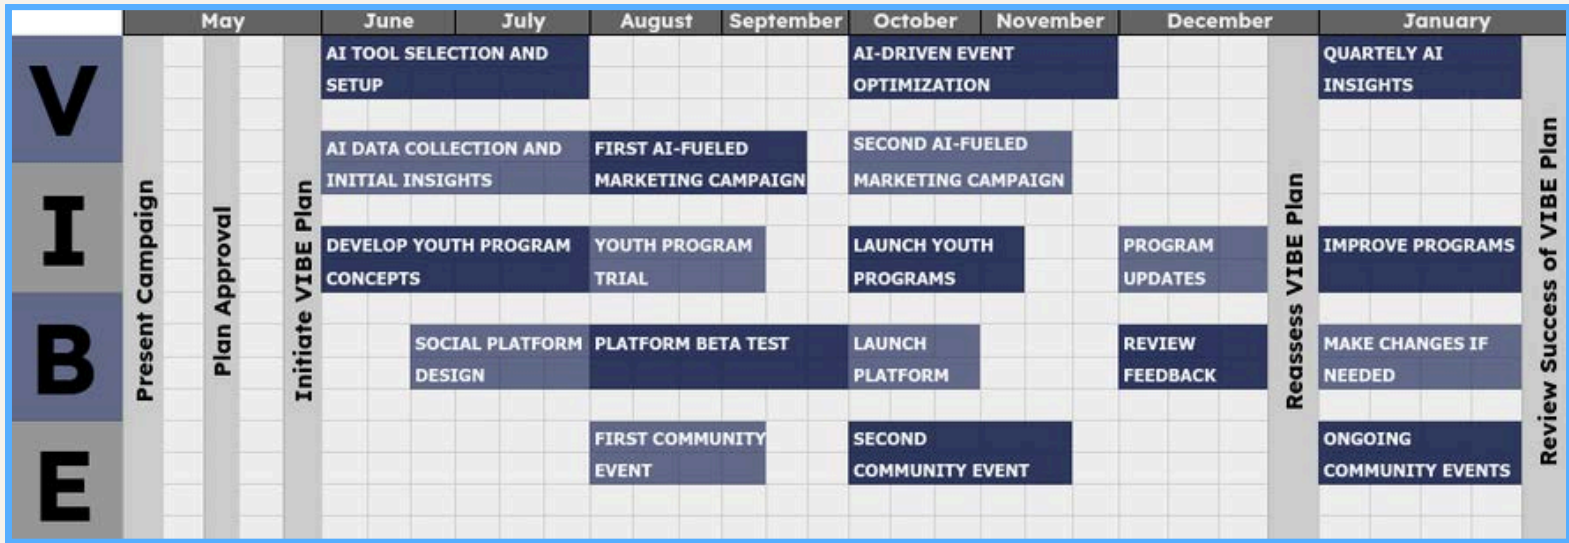 May June July August September October November December January
V
I
B
E
Present Campaign
Plan Approval
Initiate VIBE Plan
AI TOOL SELECTION AND
SETUP
AI-DRIVEN EVENT
OPTIMIZATION
QUARTELY AI
INSIGHTS
AI DATA COLLECTION AND
INITIAL INSIGHTS
FIRST AI-FUELED
MARKETING CAMPAIGN
SECOND AI-FUELED
MARKETING CAMPAIGN
DEVELOP YOUTH PROGRAM
CONCEPTS
YOUTH PROGRAM
TRIAL
LAUNCH YOUTH
PROGRAMS
PROGRAM
UPDATES
IMPROVE PROGRAMS
SOCIAL PLATFORM
DESIGN
PLATFORM BETA TEST
LAUNCH
PLATFORM
REVIEW
FEEDBACK
MAKE CHANGES IF
NEEDED
FIRST COMMUNITY
EVENT
SECOND
COMMUNITY EVENT
ONGOING
COMMUNITY EVENTS
Reassess VIBE Plan
Review Success of VIBE Plan